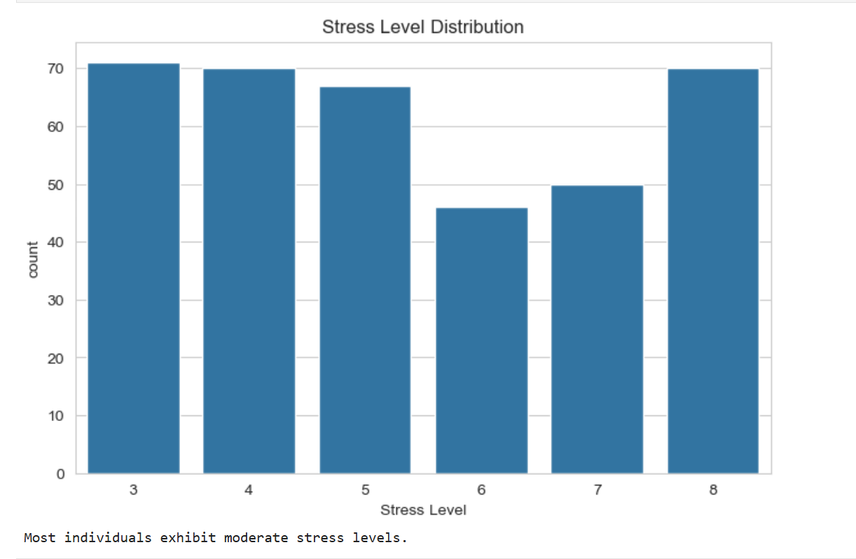 Stress Level Distribution
70
60
50
40
30
20
10
0
count
3 4 5 6 7 8
Stress Level
Most individuals exhibit moderate stress levels.